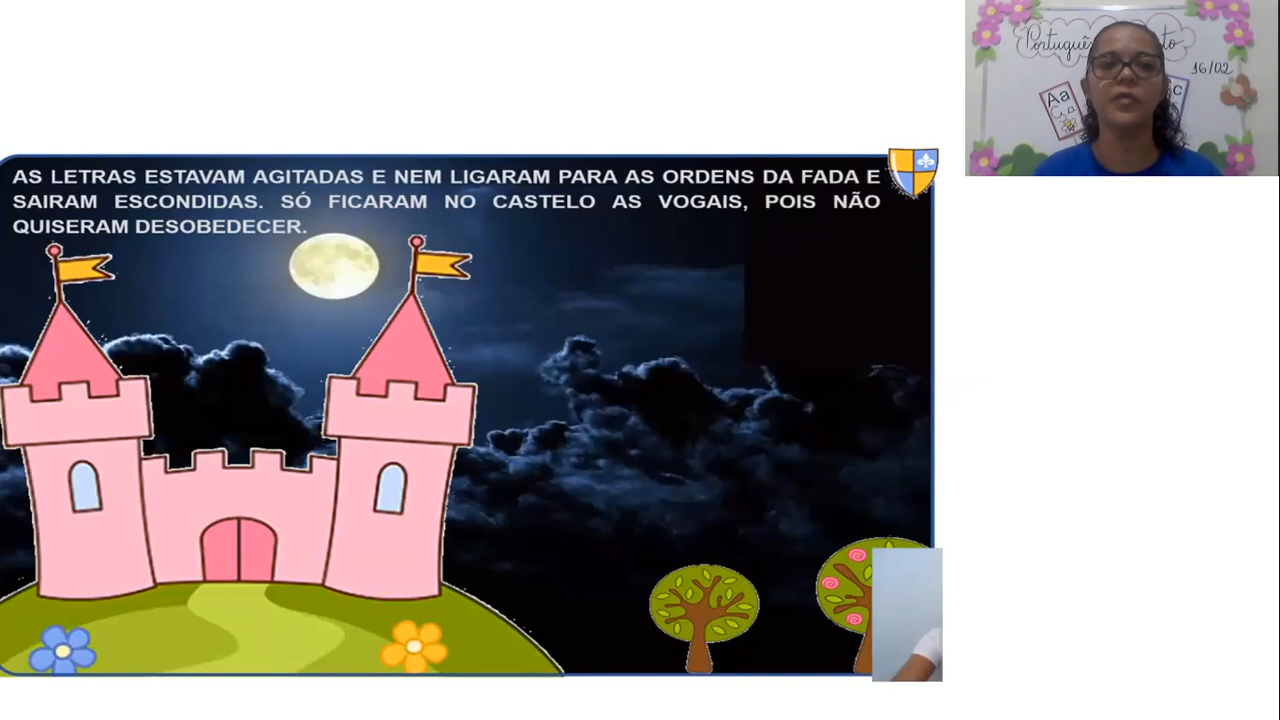 AS LETRAS ESTAVAM AGITADAS E NEM LIGARAM PARA AS ORDENS DA FADA E
SAIRAM ESCONDIDAS. SÓ FICARAM NO CASTELO AS VOGAIS, POIS NÃO
QUISERAM DESOBEDECER.
16/02
Aa